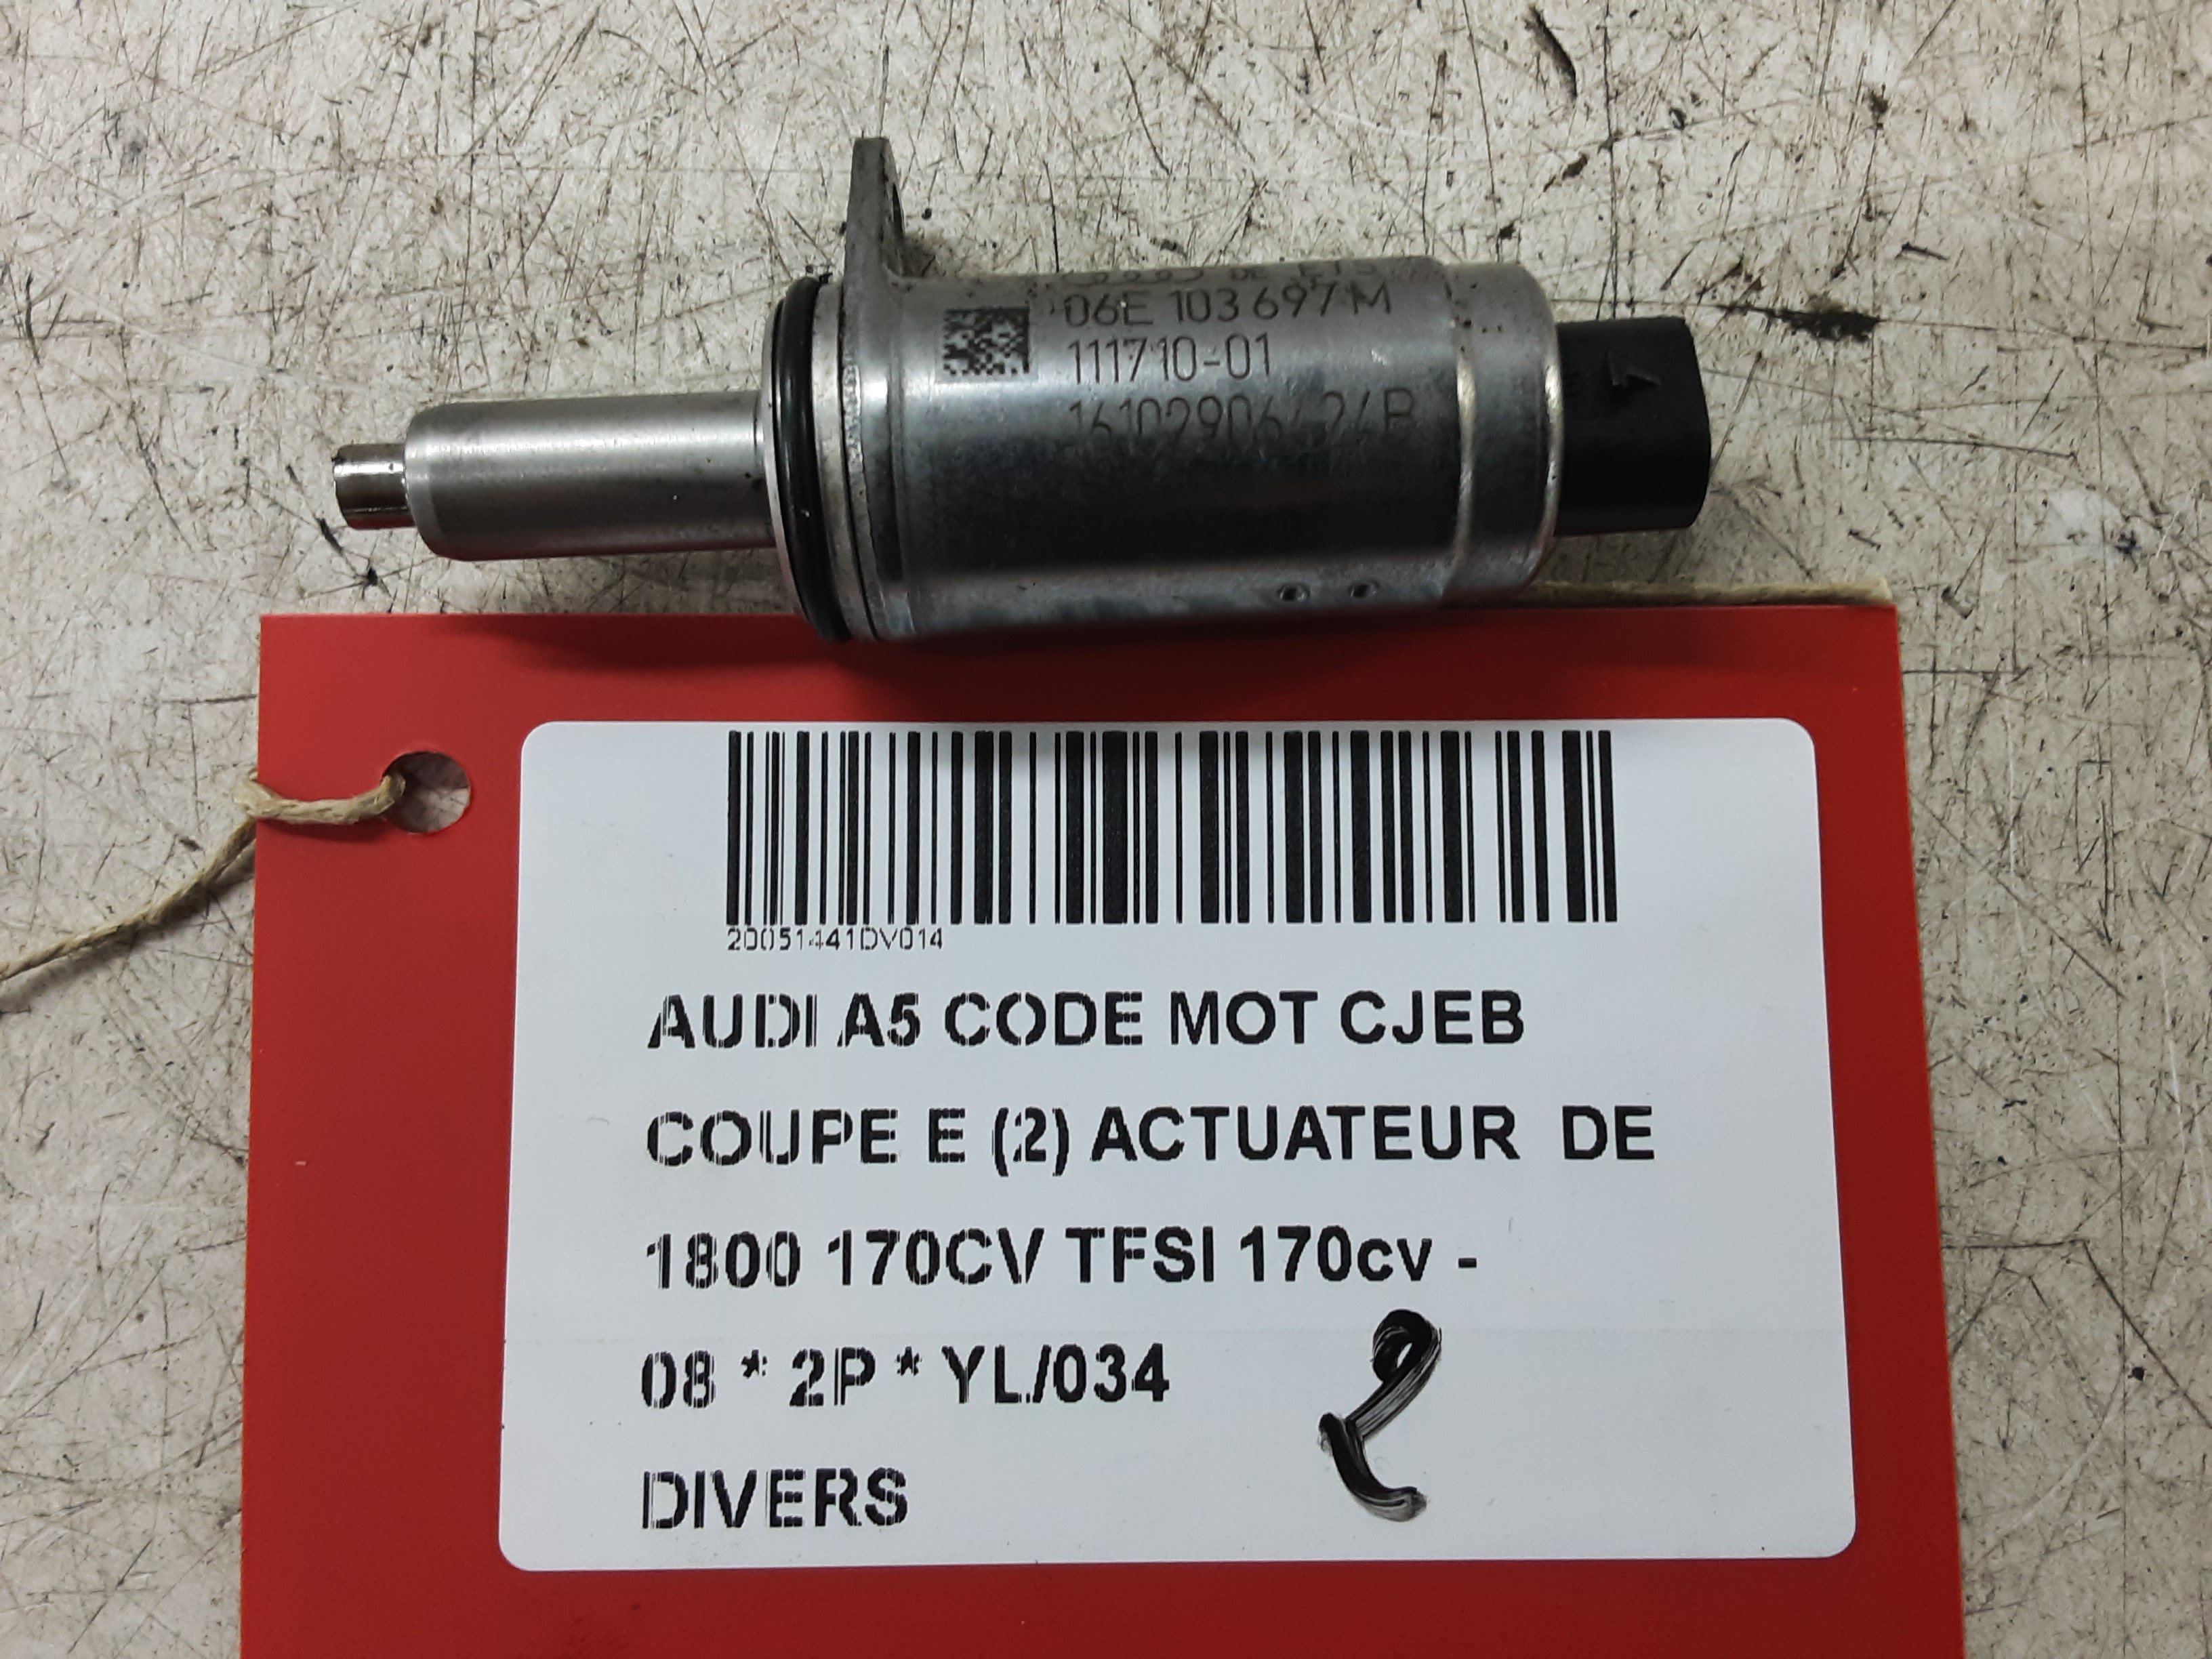 06E 103 697 M
111710-01
20051441DV014
AUDI A5 CODE MOT CJEB
COUPE E (2) ACTUATEUR DE
1800 170CV TFSI 170cv -
08 * 2P * YL/034
DIVERS